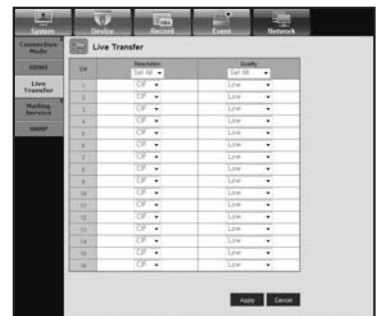 System Device Record Event Network
Connection Mode
DDNS
Live Transfer
Mailing Service
SNMP
Live Transfer
CH Resolution Quality
Set All Set All
1 CIF Low
2 CIF Low
3 CIF Low
4 CIF Low
5 CIF Low
6 CIF Low
7 CIF Low
8 CIF Low
9 CIF Low
10 CIF Low
11 CIF Low
12 CIF Low
13 CIF Low
14 CIF Low
15 CIF Low
16 CIF Low
Apply Cancel